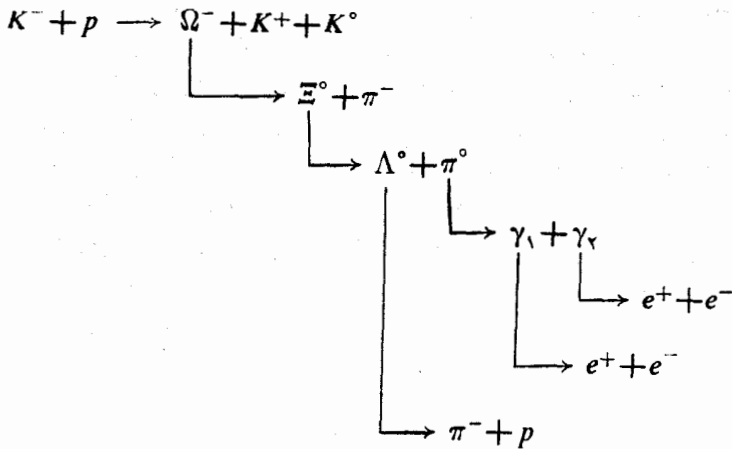 K⁻ + p ⟶ Ω⁻ + K⁺ + K°
Ξ° + π⁻
Λ° + π°
γ₁ + γ₂
e⁺ + e⁻
e⁺ + e⁻
π⁻ + p